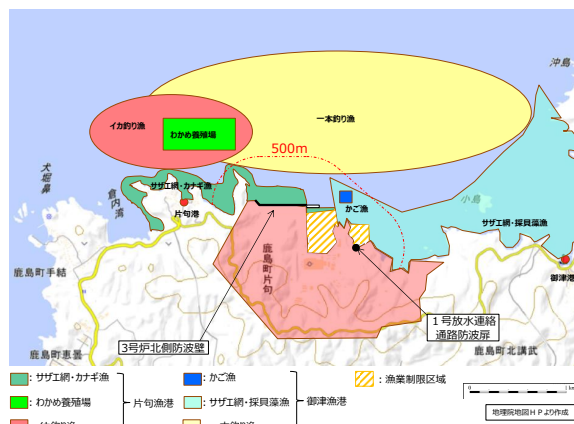 沖島
一本釣り漁
イカ釣り漁
わかめ養殖場
500m
犬堀鼻
倉内湾
サザエ網・カナギ漁
片句港
かご漁
小島
サザエ網・採貝藻漁
鹿島町手結
鹿島町片句
御津港
3号炉北側防波壁
1号放水連絡
通路防波扉
鹿島町恵曇
鹿島町北講武
：サザエ網・カナギ漁
：わかめ養殖場
片句漁港
：かご漁
：サザエ網・採貝藻漁
御津漁港
：漁業制限区域
0
1km
地理院地図ＨＰより作成